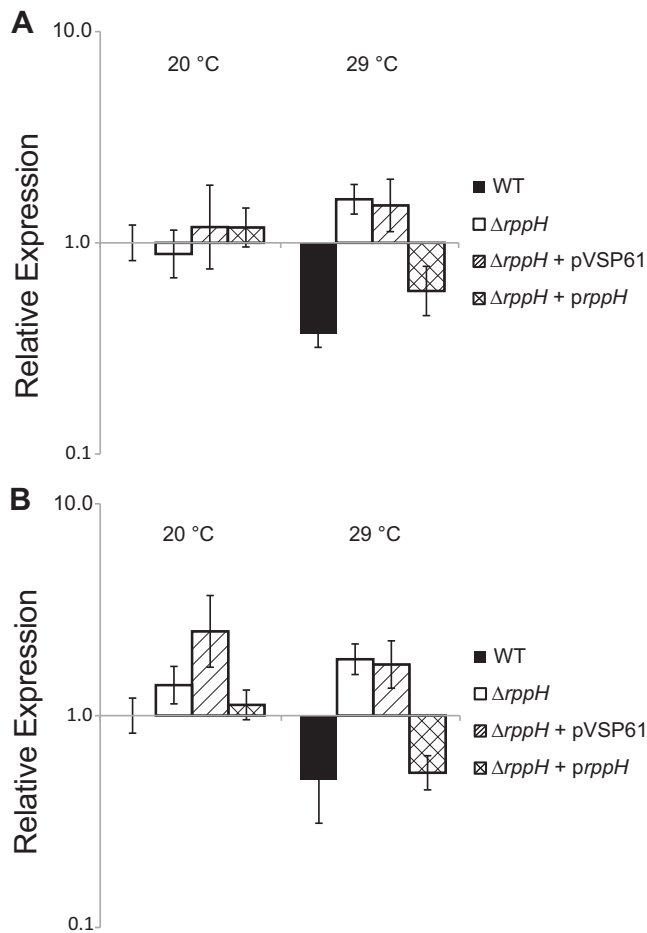 A
10.0
20 °C
29 °C
WT
ΔrppH
1.0
ΔrppH + pVSP61
ΔrppH + prppH
Relative Expression
0.1
B
10.0
20 °C
29 °C
WT
ΔrppH
1.0
ΔrppH + pVSP61
ΔrppH + prppH
Relative Expression
0.1